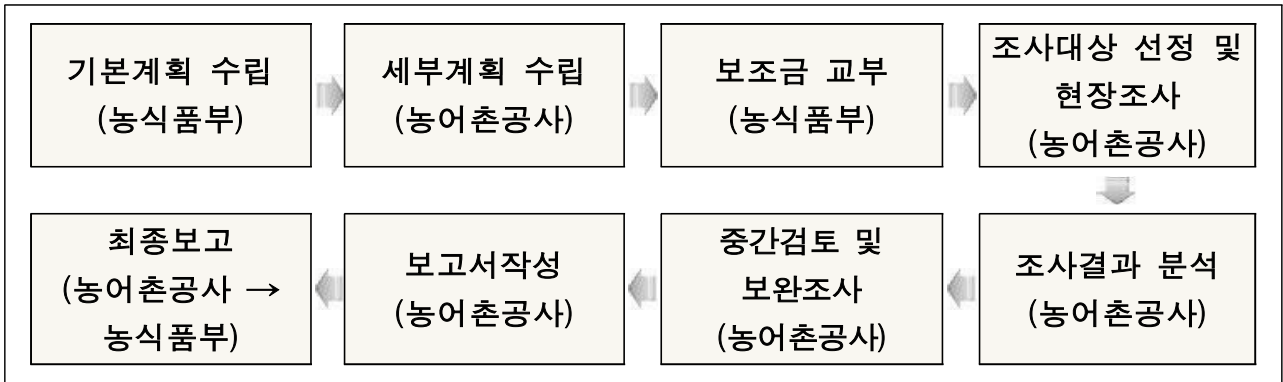 기본계획 수립
(농식품부)
세부계획 수립
(농어촌공사)
보조금 교부
(농식품부)
조사대상 선정 및
현장조사
(농어촌공사)
조사결과 분석
(농어촌공사)
중간검토 및
보완조사
(농어촌공사)
보고서작성
(농어촌공사)
최종보고
(농어촌공사 →
농식품부)